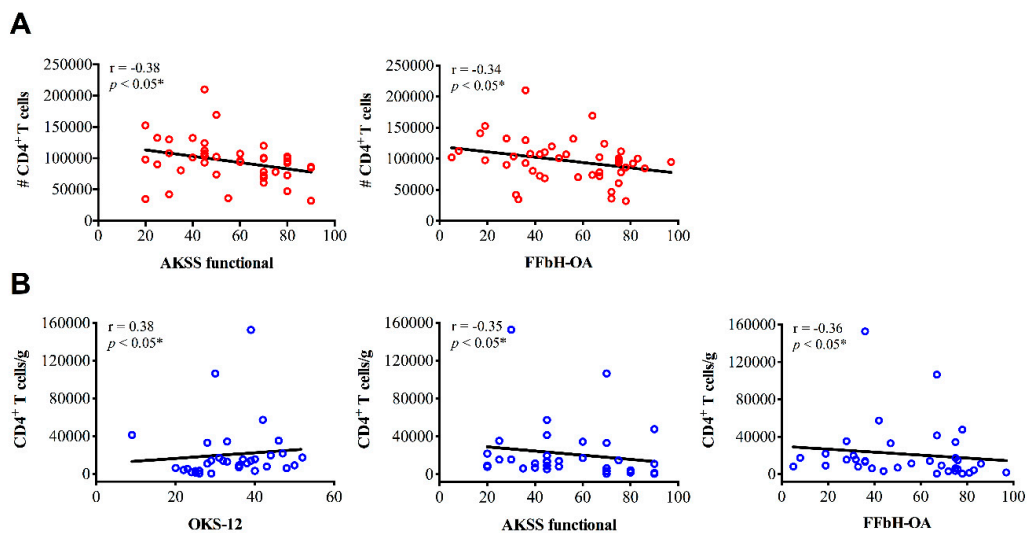 A
r = -0.38
p < 0.05*
# CD4⁺ T cells
250000
200000
150000
100000
50000
0
0 20 40 60 80 100
AKSS functional
r = -0.34
p < 0.05*
# CD4⁺ T cells
250000
200000
150000
100000
50000
0
0 20 40 60 80 100
FFbH-OA
B
r = 0.38
p < 0.05*
CD4⁺ T cells/g
160000
120000
80000
40000
0
0 20 40 60
OKS-12
r = -0.35
p < 0.05*
CD4⁺ T cells/g
160000
120000
80000
40000
0
0 20 40 60 80 100
AKSS functional
r = -0.36
p < 0.05*
CD4⁺ T cells/g
160000
120000
80000
40000
0
0 20 40 60 80 100
FFbH-OA